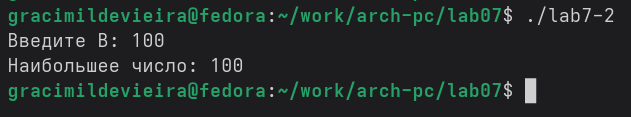 gracimildevieira@fedora:~/work/arch-pc/lab07$ ./lab7-2
Введите B: 100
Наибольшее число: 100
gracimildevieira@fedora:~/work/arch-pc/lab07$